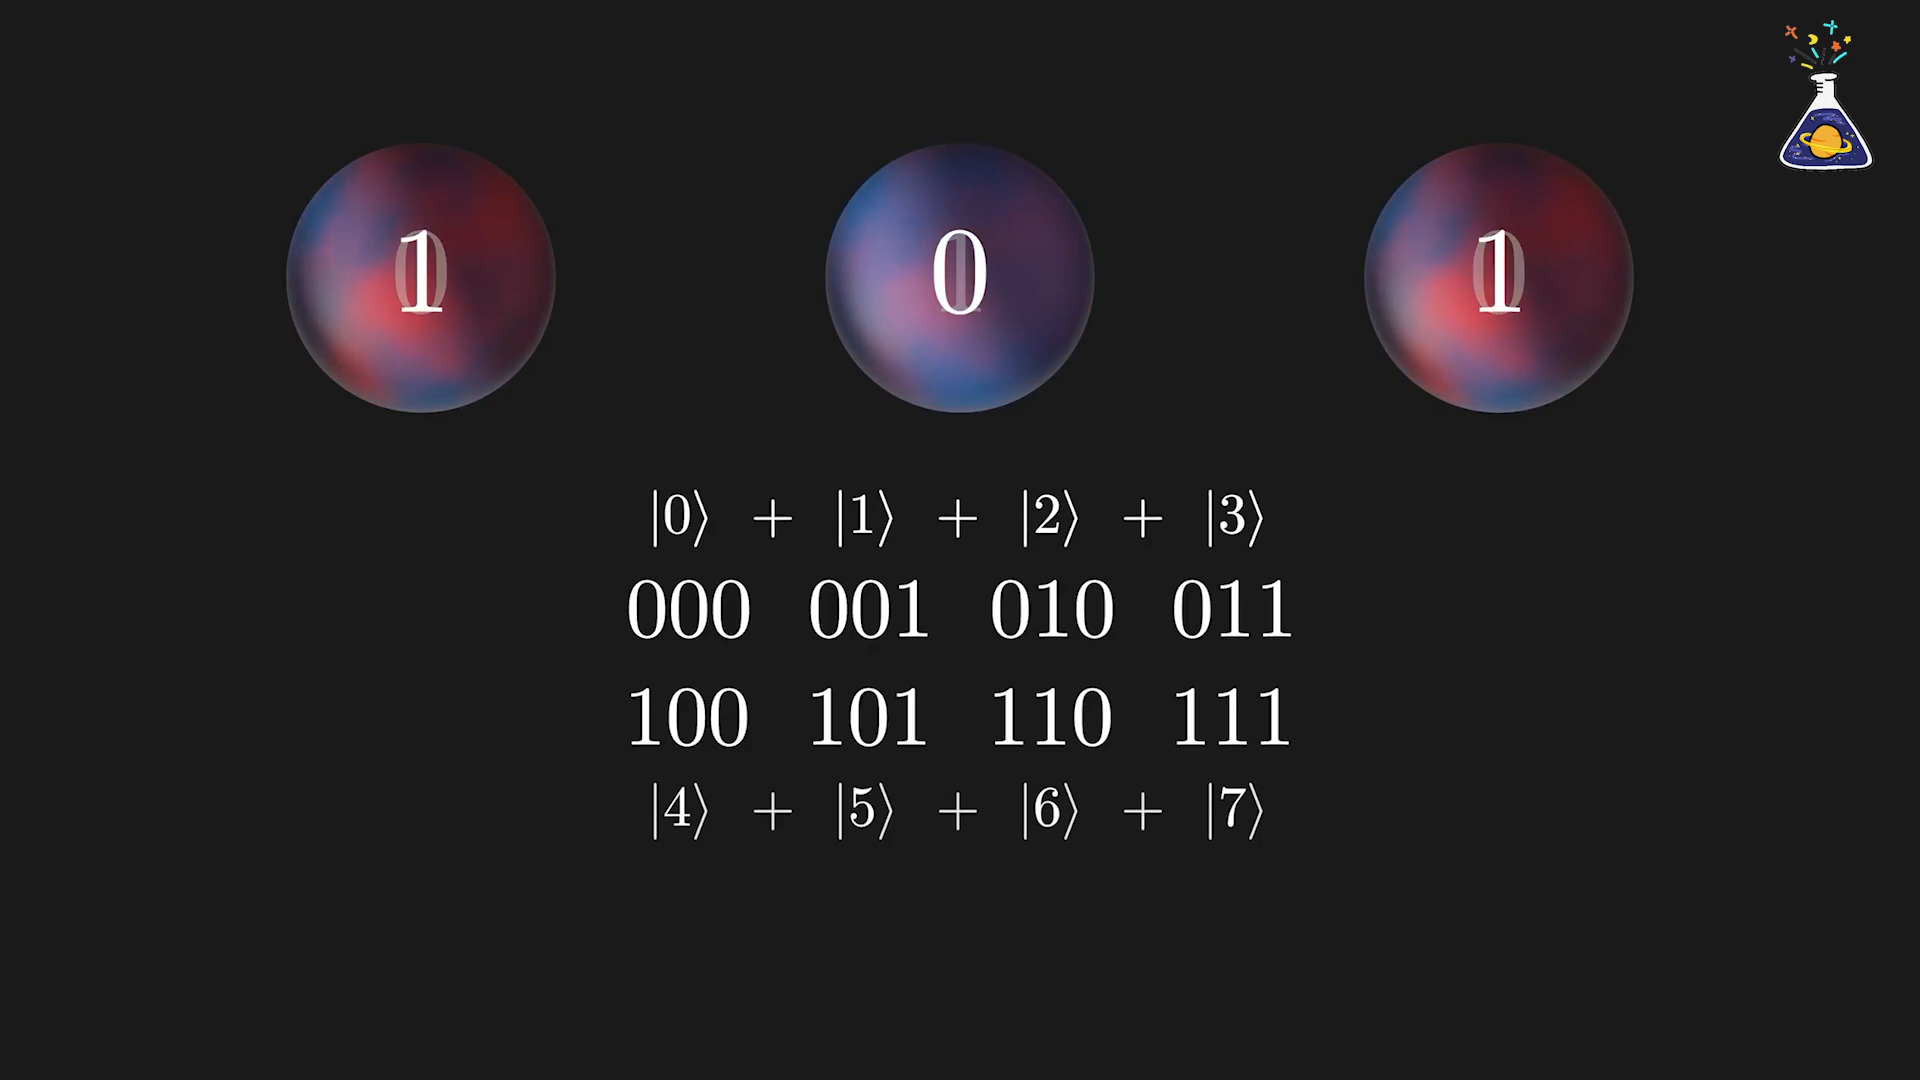 1 0 1
|0⟩ + |1⟩ + |2⟩ + |3⟩
000 001 010 011
100 101 110 111
|4⟩ + |5⟩ + |6⟩ + |7⟩